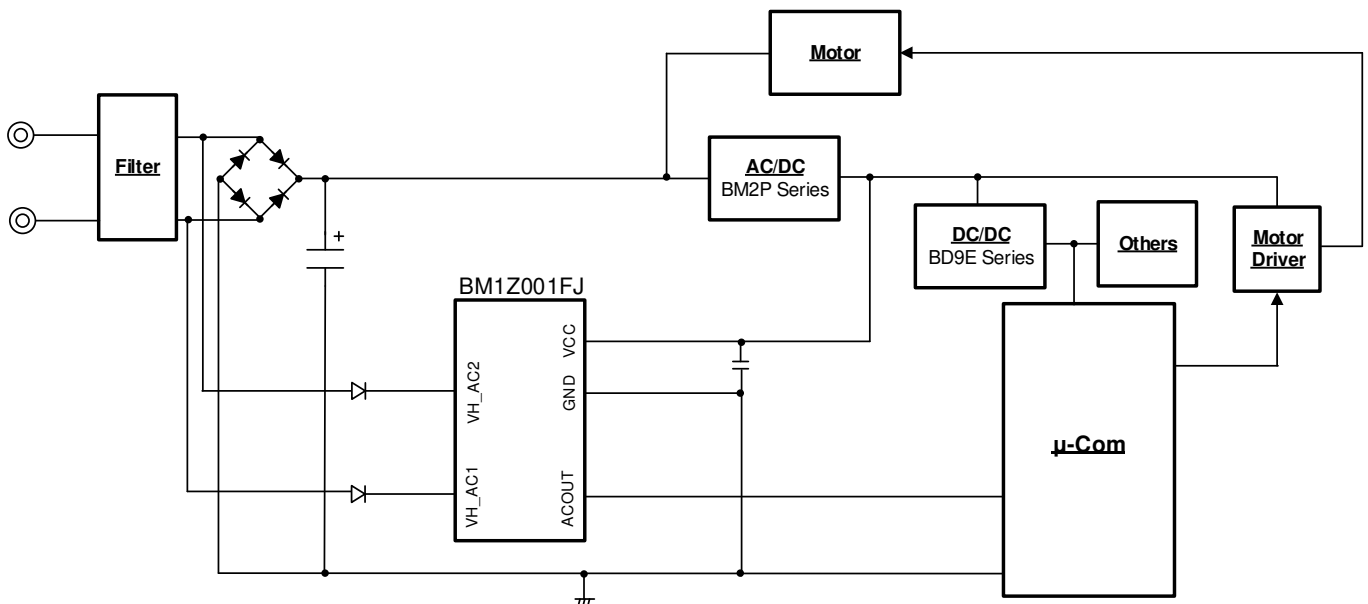 Motor
Filter
AC/DC
BM2P Series
DC/DC
BD9E Series
Others
Motor
Driver
+
BM1Z001FJ
VCC
VH_AC2
GND
VH_AC1
ACOUT
µ-Com